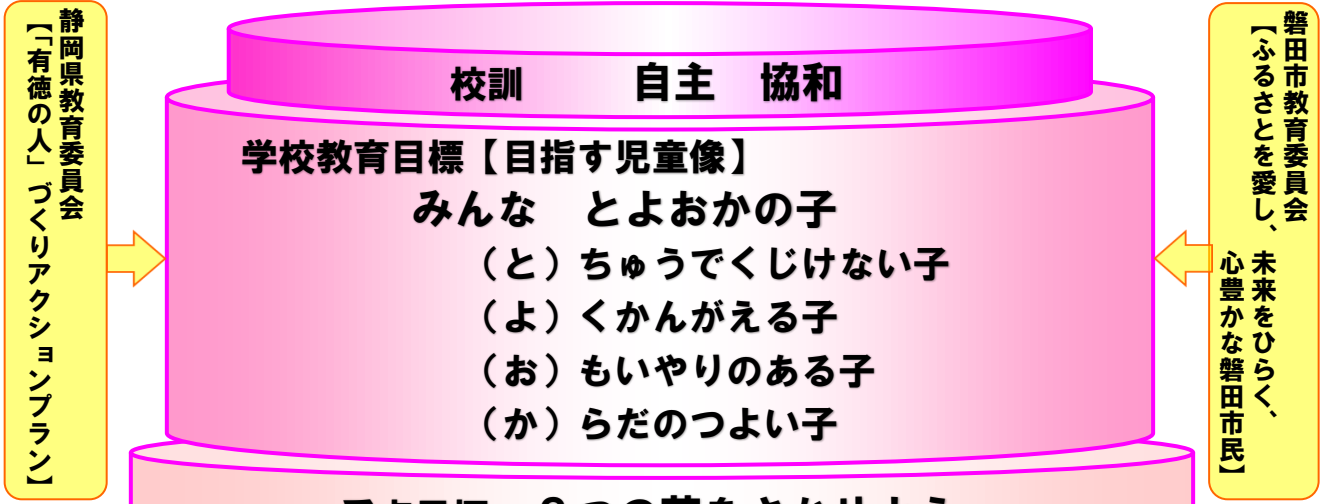 静岡県教育委員会
【「有徳の人」づくりアクションプラン】
校訓　自主　協和
学校教育目標【目指す児童像】
みんな　とよおかの子
（と）ちゅうでくじけない子
（よ）くかんがえる子
（お）もいやりのある子
（か）らだのつよい子
磐田市教育委員会
【ふるさとを愛し、未来をひらく、
心豊かな磐田市民】